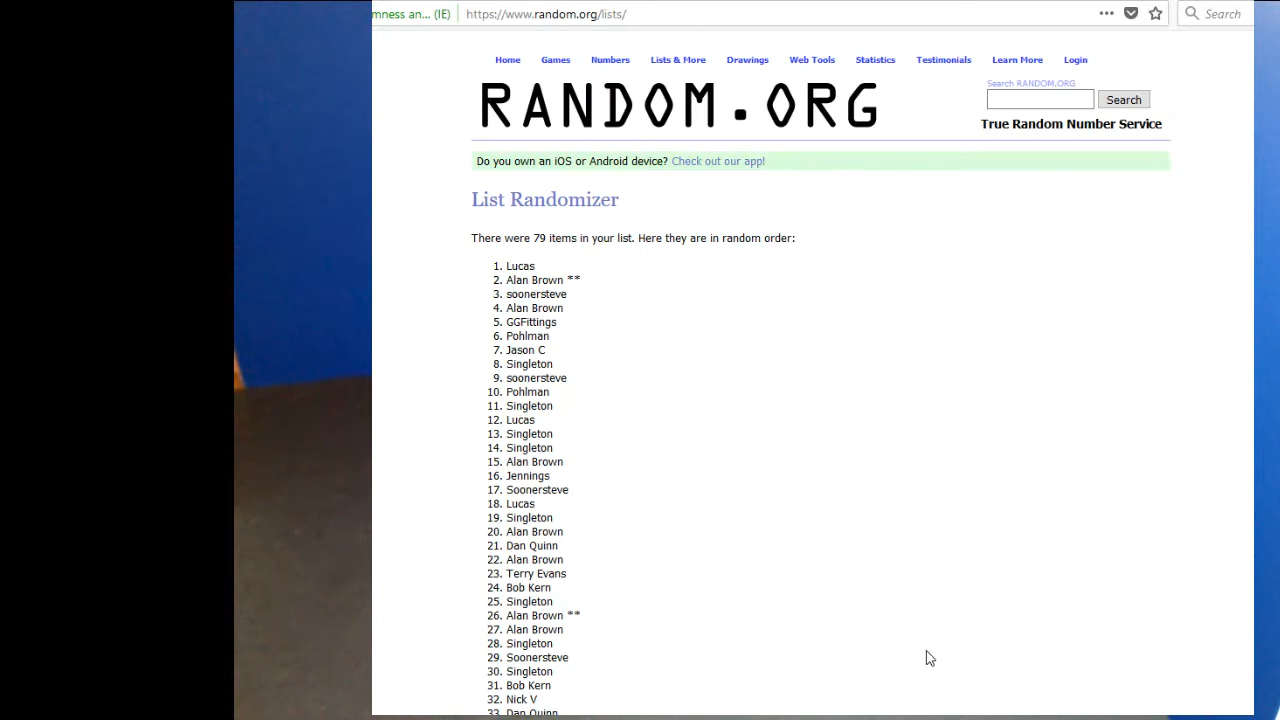 mness an... (IE) https://www.random.org/lists/ ••• Search
Home Games Numbers Lists & More Drawings Web Tools Statistics Testimonials Learn More Login
RANDOM.ORG
Search RANDOM.ORG
Search
True Random Number Service
Do you own an iOS or Android device? Check out our app!
List Randomizer
There were 79 items in your list. Here they are in random order:
1. Lucas
2. Alan Brown **
3. soonersteve
4. Alan Brown
5. GGFittings
6. Pohlman
7. Jason C
8. Singleton
9. soonersteve
10. Pohlman
11. Singleton
12. Lucas
13. Singleton
14. Singleton
15. Alan Brown
16. Jennings
17. Soonersteve
18. Lucas
19. Singleton
20. Alan Brown
21. Dan Quinn
22. Alan Brown
23. Terry Evans
24. Bob Kern
25. Singleton
26. Alan Brown **
27. Alan Brown
28. Singleton
29. Soonersteve
30. Singleton
31. Bob Kern
32. Nick V
33. Dan Quinn